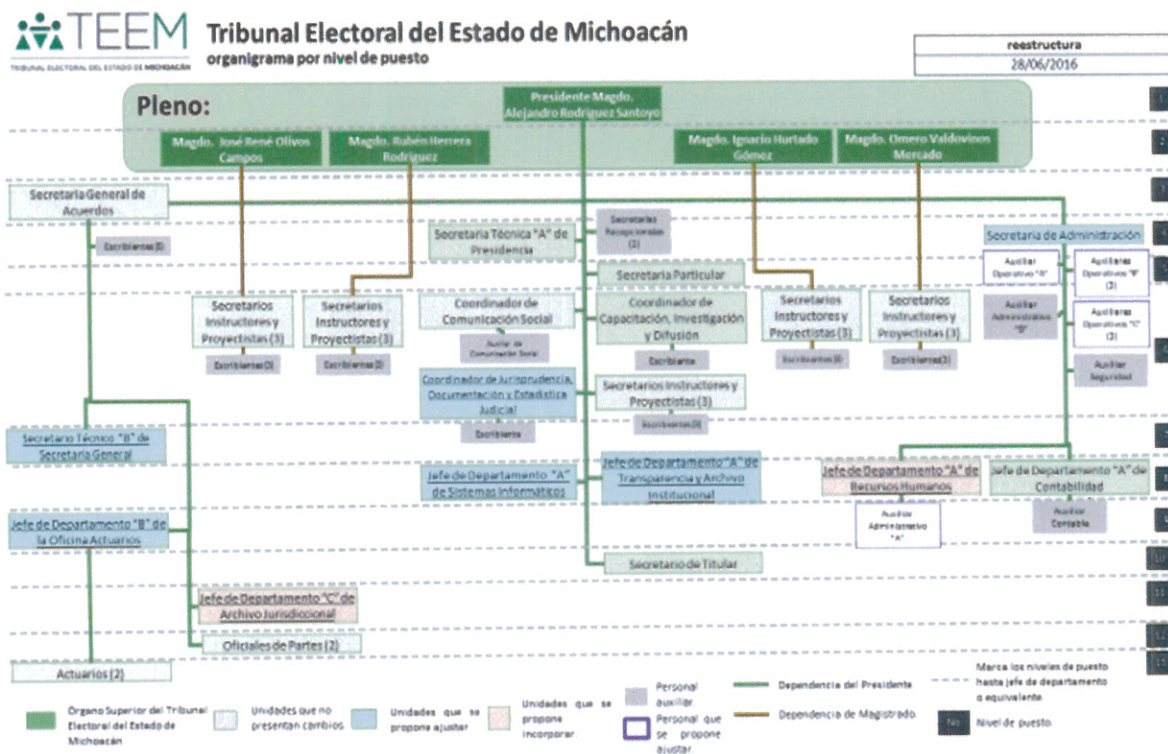 TEEM
TRIBUNAL ELECTORAL DEL ESTADO DE MICHOACÁN
Tribunal Electoral del Estado de Michoacán
organigrama por nivel de puesto
reestructura
28/06/2016
Pleno:
Presidente Magdo.
Alejandro Rodríguez Santoyo
Magdo. José René Olivos
Campos
Magdo. Rubén Herrera
Rodríguez
Magdo. Ignacio Hurtado
Gómez
Magdo. Omero Valdovinos
Mercado
Secretaría General de
Acuerdos
Escribientes
Secretaria Técnica "A" de
Presidencia
Secretarias
Recepcionistas
(2)
Secretaria de Administración
Secretaria Particular
Auxiliar
Operativo
Auxiliares
Operativos
(3)
Secretarios
Instructores y
Proyectistas (3)
Escribientes
Secretarios
Instructores y
Proyectistas (3)
Escribientes
Coordinador de
Comunicación Social
Auxiliar de
Comunicación Social
Coordinador de
Capacitación, Investigación
y Difusión
Escribiente
Secretarios
Instructores y
Proyectistas (3)
Escribientes
Secretarios
Instructores y
Proyectistas (3)
Escribientes
Auxiliar
Administrativo
Auxiliares
Operativos "C"
Auxiliar
Seguridad
Coordinador de Jurisprudencia,
Documentación y Estadística
Judicial
Escribiente
Secretarios Instructores y
Proyectistas (3)
Escribientes
Secretario Técnico "B" de
Secretaría General
Jefe de Departamento "A"
de Sistemas Informáticos
Jefe de Departamento "A" de
Transparencia y Archivo
Institucional
Jefe de Departamento "A" de
Recursos Humanos
Auxiliar
Administrativo
"A"
Jefe de Departamento "A" de
Contabilidad
Auxiliar
Contable
Jefe de Departamento "B" de
la Oficina Actuarios
Secretario de Titular
Jefe de Departamento "C" de
Archivo Jurisdiccional
Oficiales de Partes (2)
Actuarios (2)
Órgano Superior del Tribunal
Electoral del Estado de
Michoacán
Unidades que no
presentan cambios.
Unidades que se
propone ajustar
Unidades que se
propone
incorporar.
Personal
auxiliar
Personal que
se propone
ajustar
Dependencia del Presidente
Dependencia de Magistrado.
Marca los niveles de puesto
hasta jefe de departamento
o equivalente.
No
Nivel de puesto.